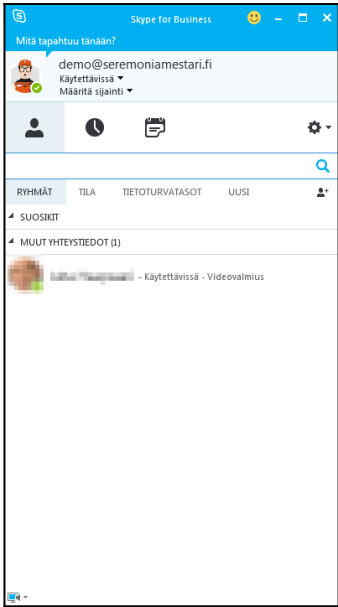 Skype for Business
Mitä tapahtuu tänään?
demo@seremoniamestari.fi
Käytettävissä
Määritä sijainti
RYHMÄT TILA TIETOTURVATASOT UUSI
SUOSIKIT
MUUT YHTEYSTIEDOT (1)
- Käytettävissä - Videovalmius